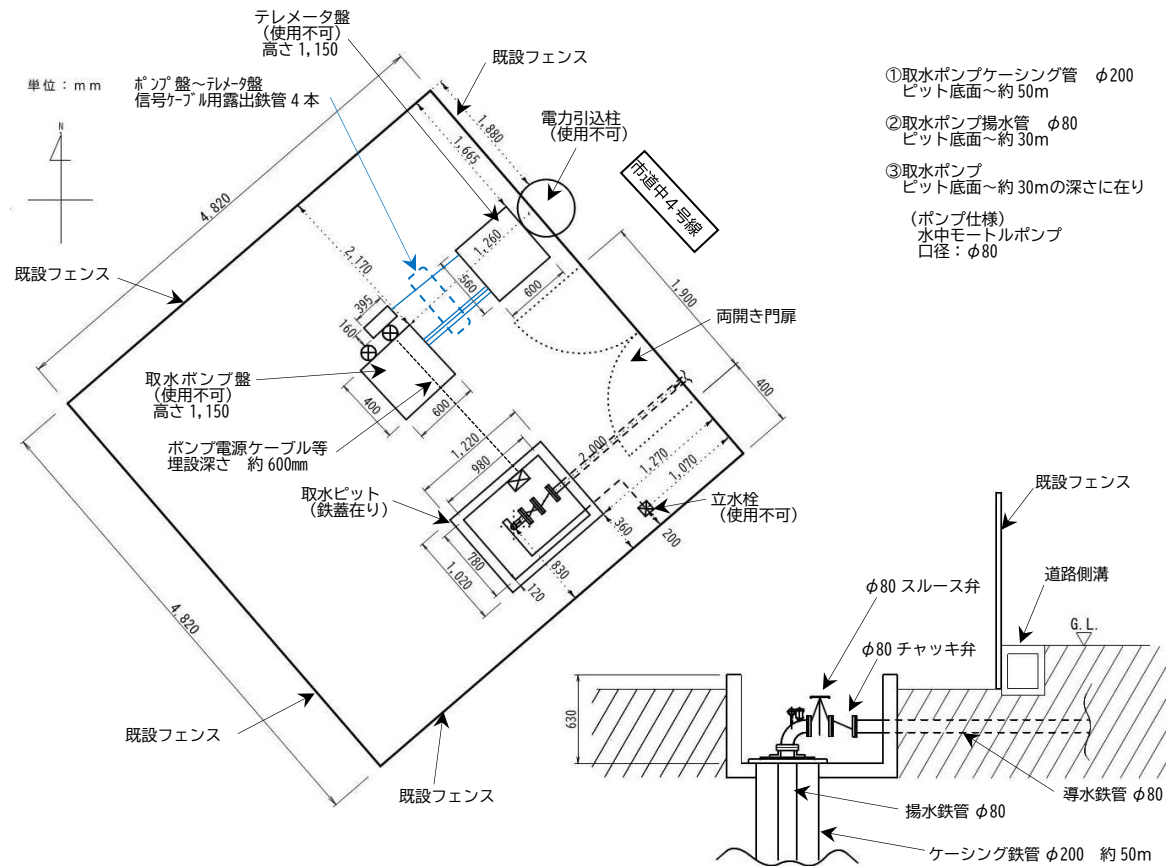 テレメータ盤
(使用不可)
高さ 1,150
既設フェンス
単位：mm
ポンプ盤～テレメータ盤
信号ケーブル用露出鉄管 4 本
N
電力引込柱
(使用不可)
市道中４号線
①取水ポンプケーシング管 φ200
ピット底面～約 50m
②取水ポンプ揚水管 φ80
ピット底面～約 30m
③取水ポンプ
ピット底面～約 30mの深さに在り
(ポンプ仕様)
水中モートルポンプ
口径：φ80
4,820
1,880
1,665
2,170
1,260
560
600
395
160
1,900
400
既設フェンス
両開き門扉
取水ポンプ盤
(使用不可)
高さ 1,150
400
600
ポンプ電源ケーブル等
埋設深さ 約 600mm
1,220
980
2,000
1,270
1,070
取水ピット
(鉄蓋在り)
立水栓
(使用不可)
360
200
780
1,020
120
830
4,820
既設フェンス
既設フェンス
既設フェンス
道路側溝
G.L.
φ80 スルース弁
φ80 チャッキ弁
630
導水鉄管 φ80
揚水鉄管 φ80
ケーシング鉄管 φ200 約 50m